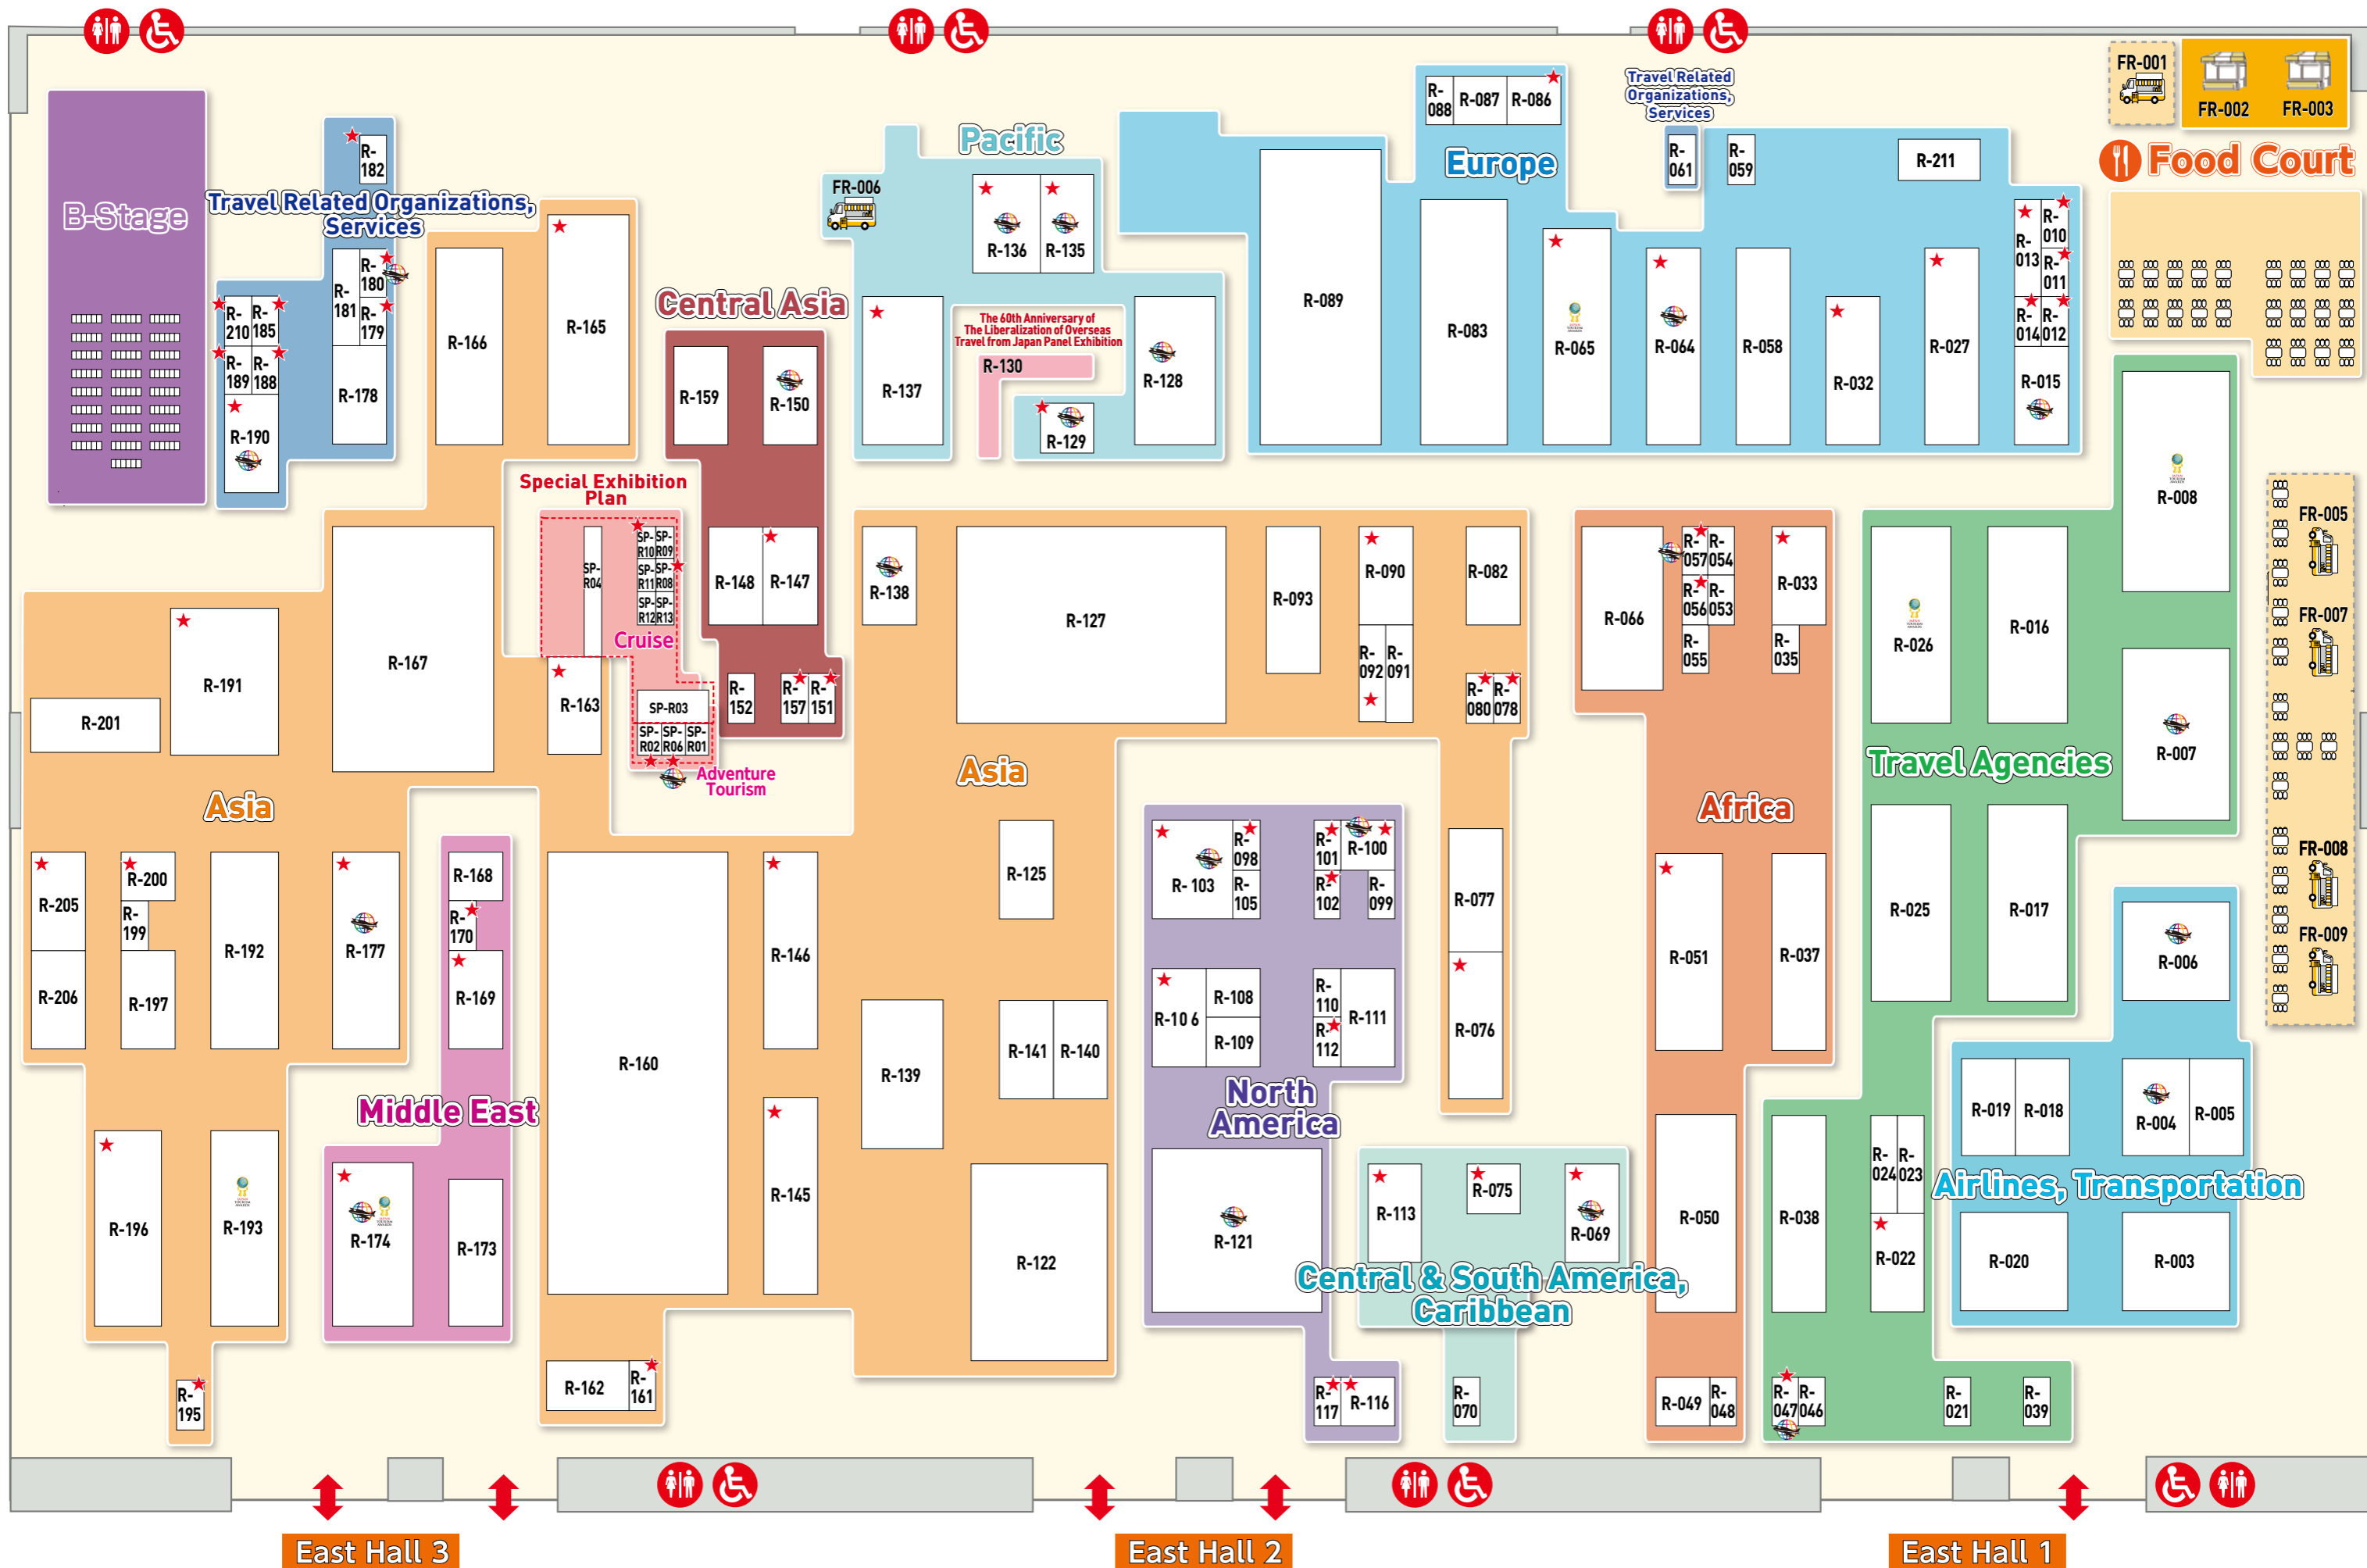 FR-001
FR-002
FR-003
Food Court
B-Stage
Travel Related Organizations,
Services
R-
182
R-
181
R-
180
R-
179
R-178
R-
210
R-
185
R-
189
R-
188
R-190
R-166
R-165
Central Asia
R-159
R-150
R-148
R-147
R-
152
R-
157
R-
151
Pacific
FR-006
R-136
R-135
R-137
The 60th Anniversary of
The Liberalization of Overseas
Travel from Japan Panel Exhibition
R-130
R-129
R-128
Europe
R-
088
R-087
R-086
R-089
R-083
R-065
R-064
R-058
R-032
R-027
Travel Related
Organizations,
Services
R-
061
R-
059
R-211
R-
013
R-
010
R-
011
R-
014
R-
012
R-015
Special Exhibition
Plan
SP-
R04
SP-
R10
SP-
R09
SP-
R11
SP-
R08
SP-
R12
SP-
R13
Cruise
SP-R03
SP-
R02
SP-
R06
SP-
R01
Adventure
Tourism
R-163
R-167
R-191
R-201
Asia
R-205
R-206
R-200
R-
199
R-197
R-192
R-177
R-196
R-193
R-
195
Middle East
R-168
R-
170
R-169
R-174
R-173
R-138
R-127
R-093
R-090
R-
092
R-
091
R-082
R-
080
R-
078
Asia
R-160
R-146
R-145
R-125
R-139
R-141
R-140
R-122
R-162
R-
161
R-077
R-076
North
America
R- 103
R-
098
R-
105
R-
101
R-100
R-
102
R-
099
R-10 6
R-108
R-109
R-
110
R-
112
R-111
R-121
R-
117
R-116
Central & South America,
Caribbean
R-113
R-075
R-069
R-
070
Africa
R-066
R-
057
R-
054
R-
056
R-
053
R-
055
R-033
R-
035
R-051
R-037
R-050
R-049
R-
048
Travel Agencies
R-008
R-026
R-016
R-007
R-025
R-017
R-038
R-
024
R-
023
R-022
R-
047
R-
046
R-
021
R-
039
Airlines, Transportation
R-006
R-019
R-018
R-004
R-005
R-020
R-003
FR-005
FR-007
FR-008
FR-009
East Hall 3
East Hall 2
East Hall 1